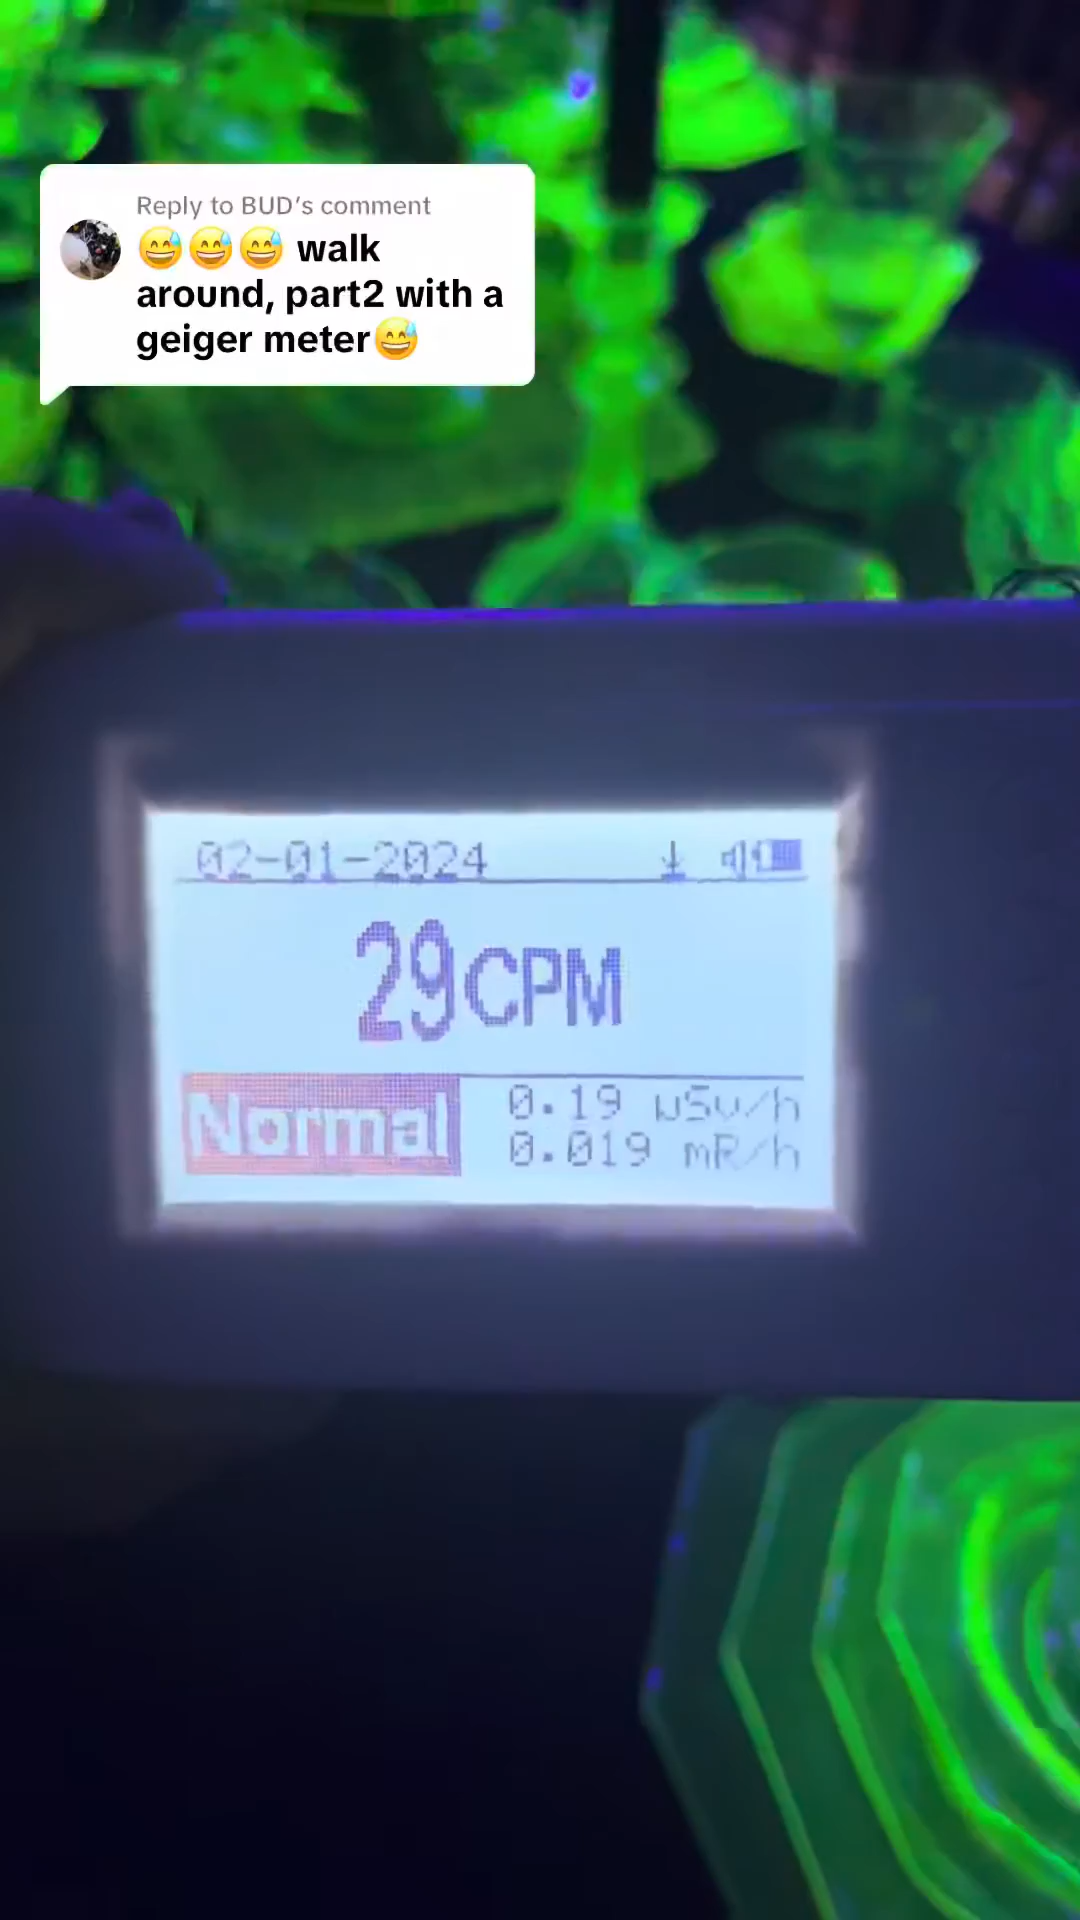 Reply to BUD's comment
😅😅😅 walk
around, part2 with a
geiger meter😅
02-01-2024
29CPM
Normal
0.19 µSv/h
0.019 mR/h